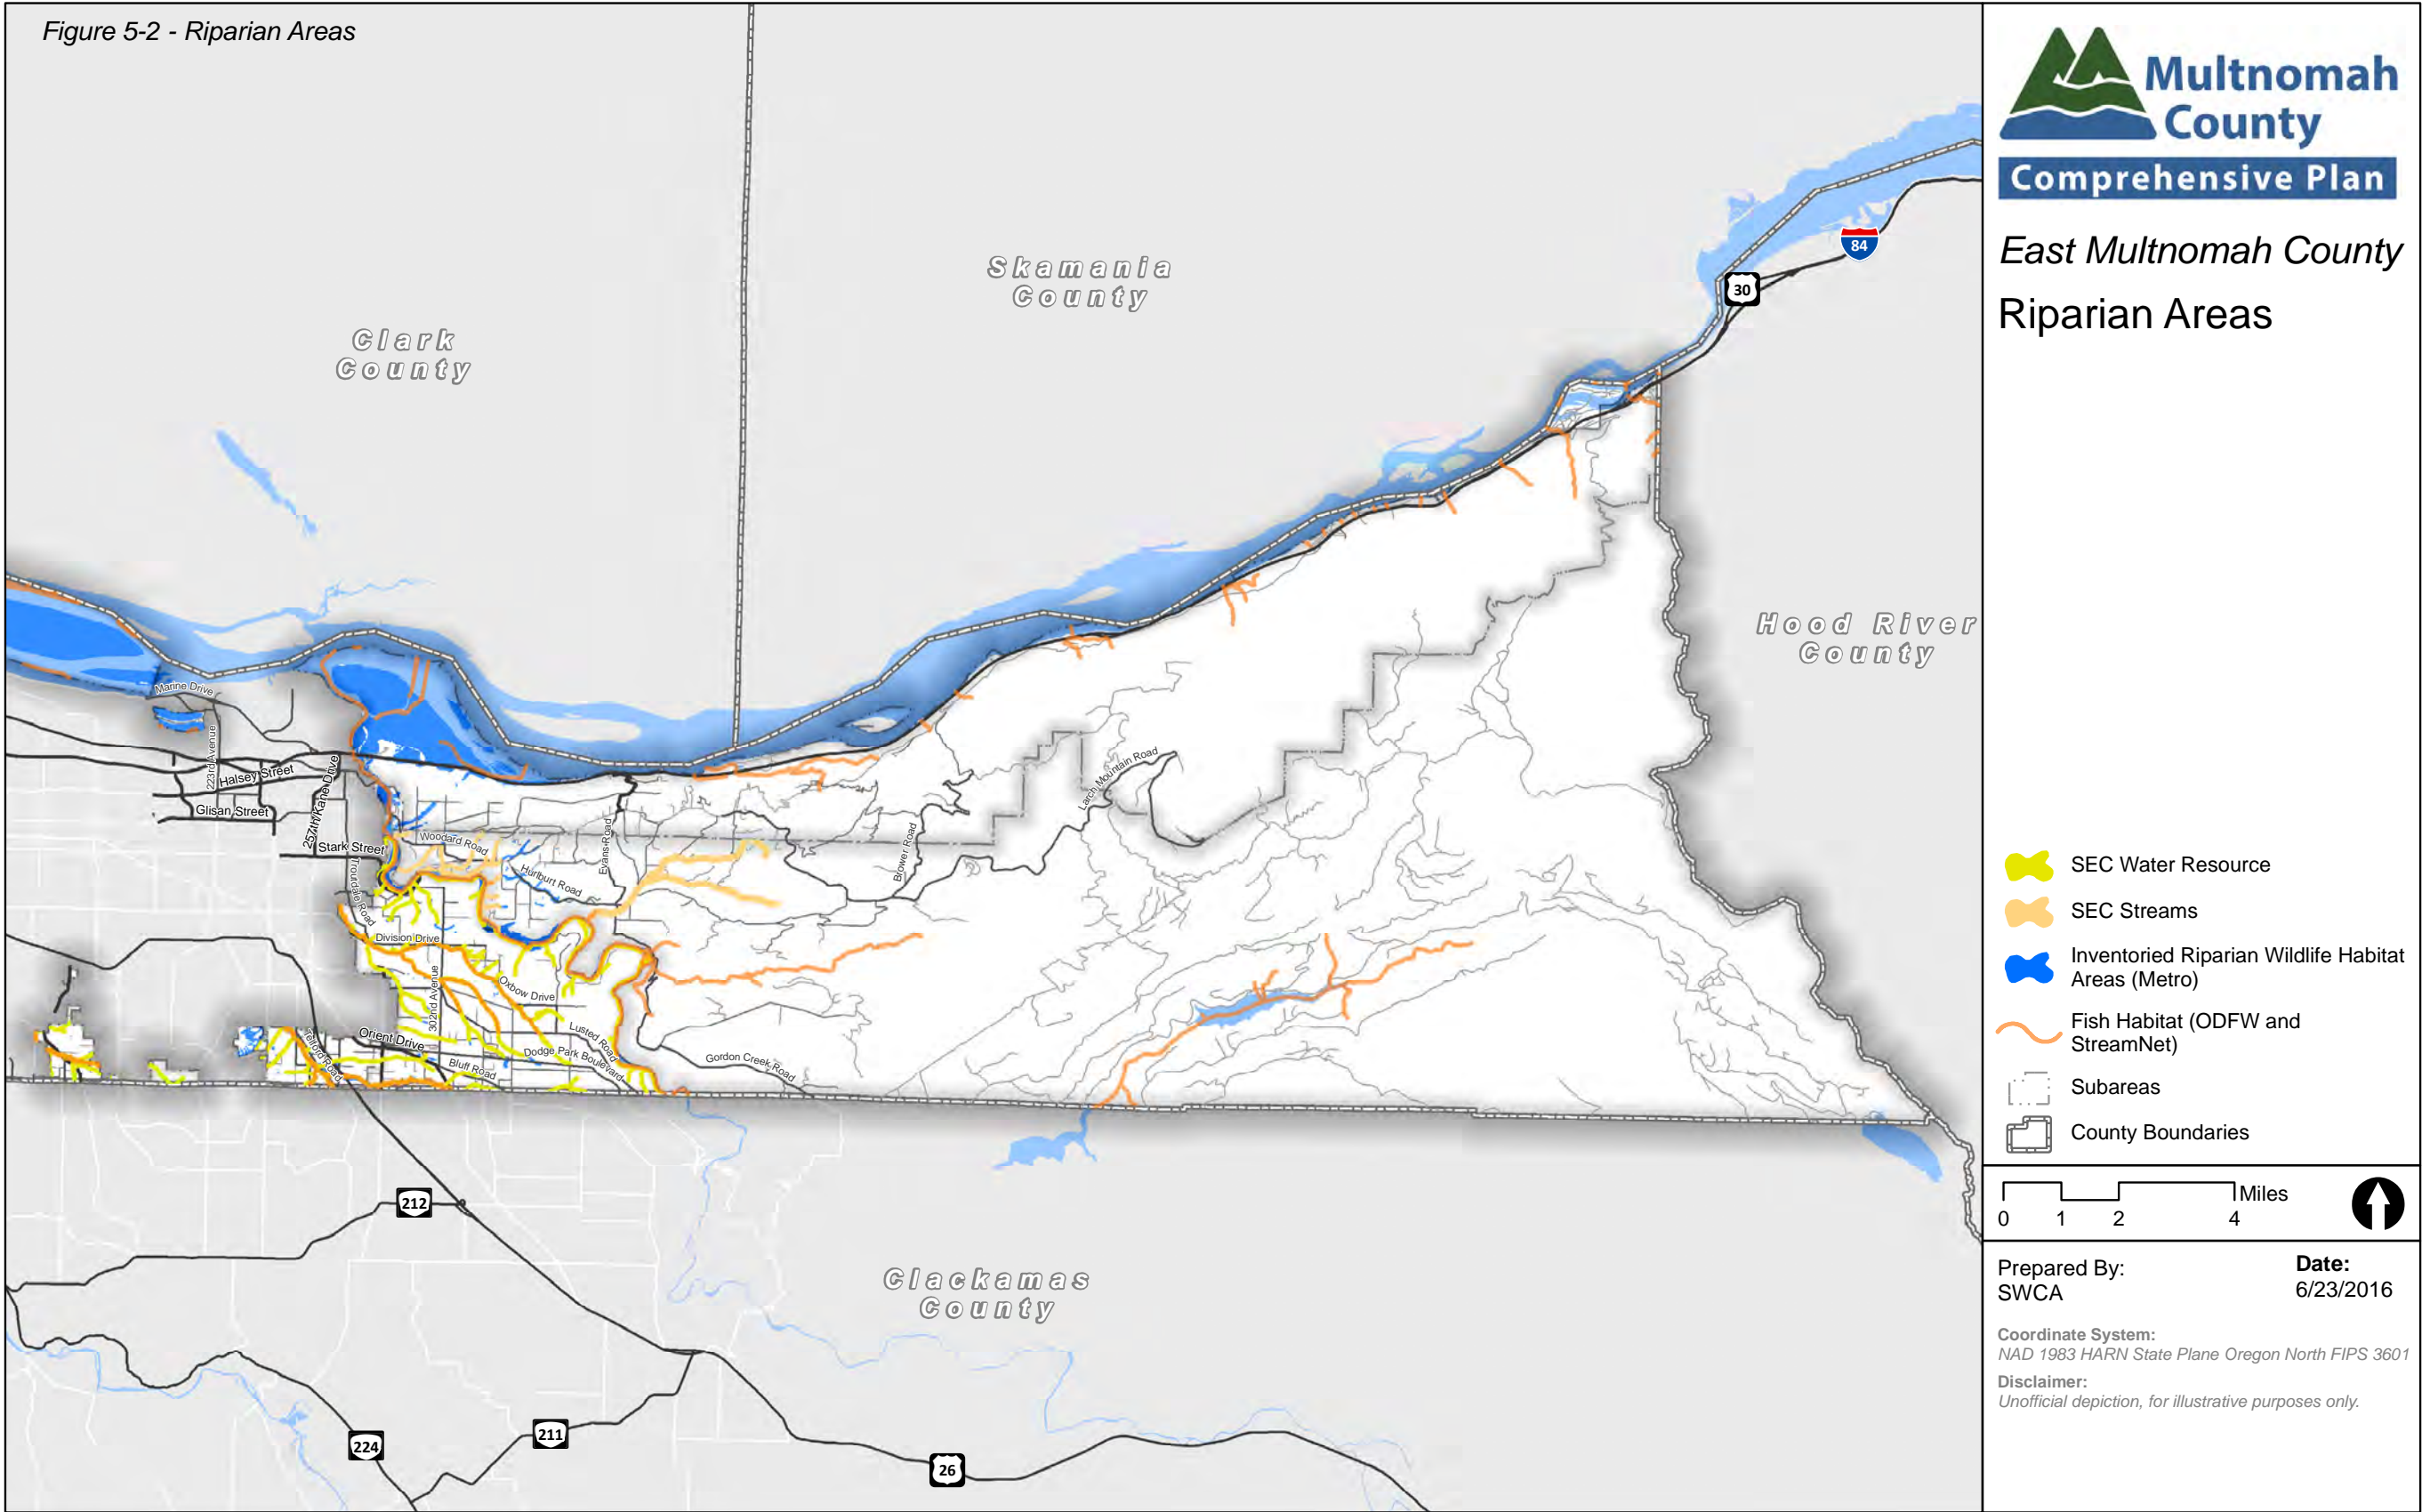 Figure 5-2 - Riparian Areas
Multnomah
County
Comprehensive Plan
East Multnomah County
Riparian Areas
Skamania
County
Clark
County
Hood River
County
Clackamas
County
84
30
Marine Drive
223rd Avenue
Halsey Street
Glisan Street
257th/Kane Drive
Stark Street
Troutdale Road
Woodard Road
Hurlburt Road
Evans Road
Brower Road
Larch Mountain Road
Division Drive
302nd Avenue
Oxbow Drive
Lusted Road
Orient Drive
Dodge Park Boulevard
Bluff Road
Telford Road
Gordon Creek Road
212
224
211
26
SEC Water Resource
SEC Streams
Inventoried Riparian Wildlife Habitat
Areas (Metro)
Fish Habitat (ODFW and
StreamNet)
Subareas
County Boundaries
Miles
0 1 2 4
Prepared By:
SWCA
Date:
6/23/2016
Coordinate System:
NAD 1983 HARN State Plane Oregon North FIPS 3601
Disclaimer:
Unofficial depiction, for illustrative purposes only.